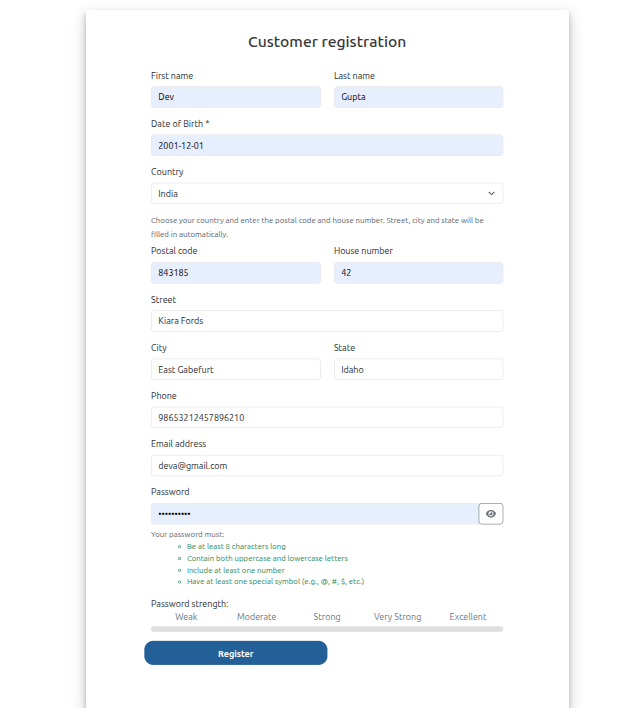 Customer registration
First name Last name
Dev Gupta
Date of Birth *
2001-12-01
Country
India
Choose your country and enter the postal code and house number. Street, city and state will be
filled in automatically.
Postal code House number
843185 42
Street
Kiara Fords
City State
East Gabefurt Idaho
Phone
98653212457896210
Email address
deva@gmail.com
Password
••••••••••
Your password must:
Be at least 8 characters long
Contain both uppercase and lowercase letters
Include at least one number
Have at least one special symbol (e.g., @, #, $, etc.)
Password strength:
Weak Moderate Strong Very Strong Excellent
Register